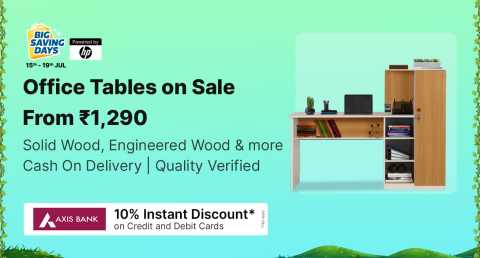 BIG
SAVING
DAYS
Powered by
hp
15th - 19th JUL
Office Tables on Sale
From ₹1,290
Solid Wood, Engineered Wood & more
Cash On Delivery | Quality Verified
AXIS BANK
10% Instant Discount*
on Credit and Debit Cards